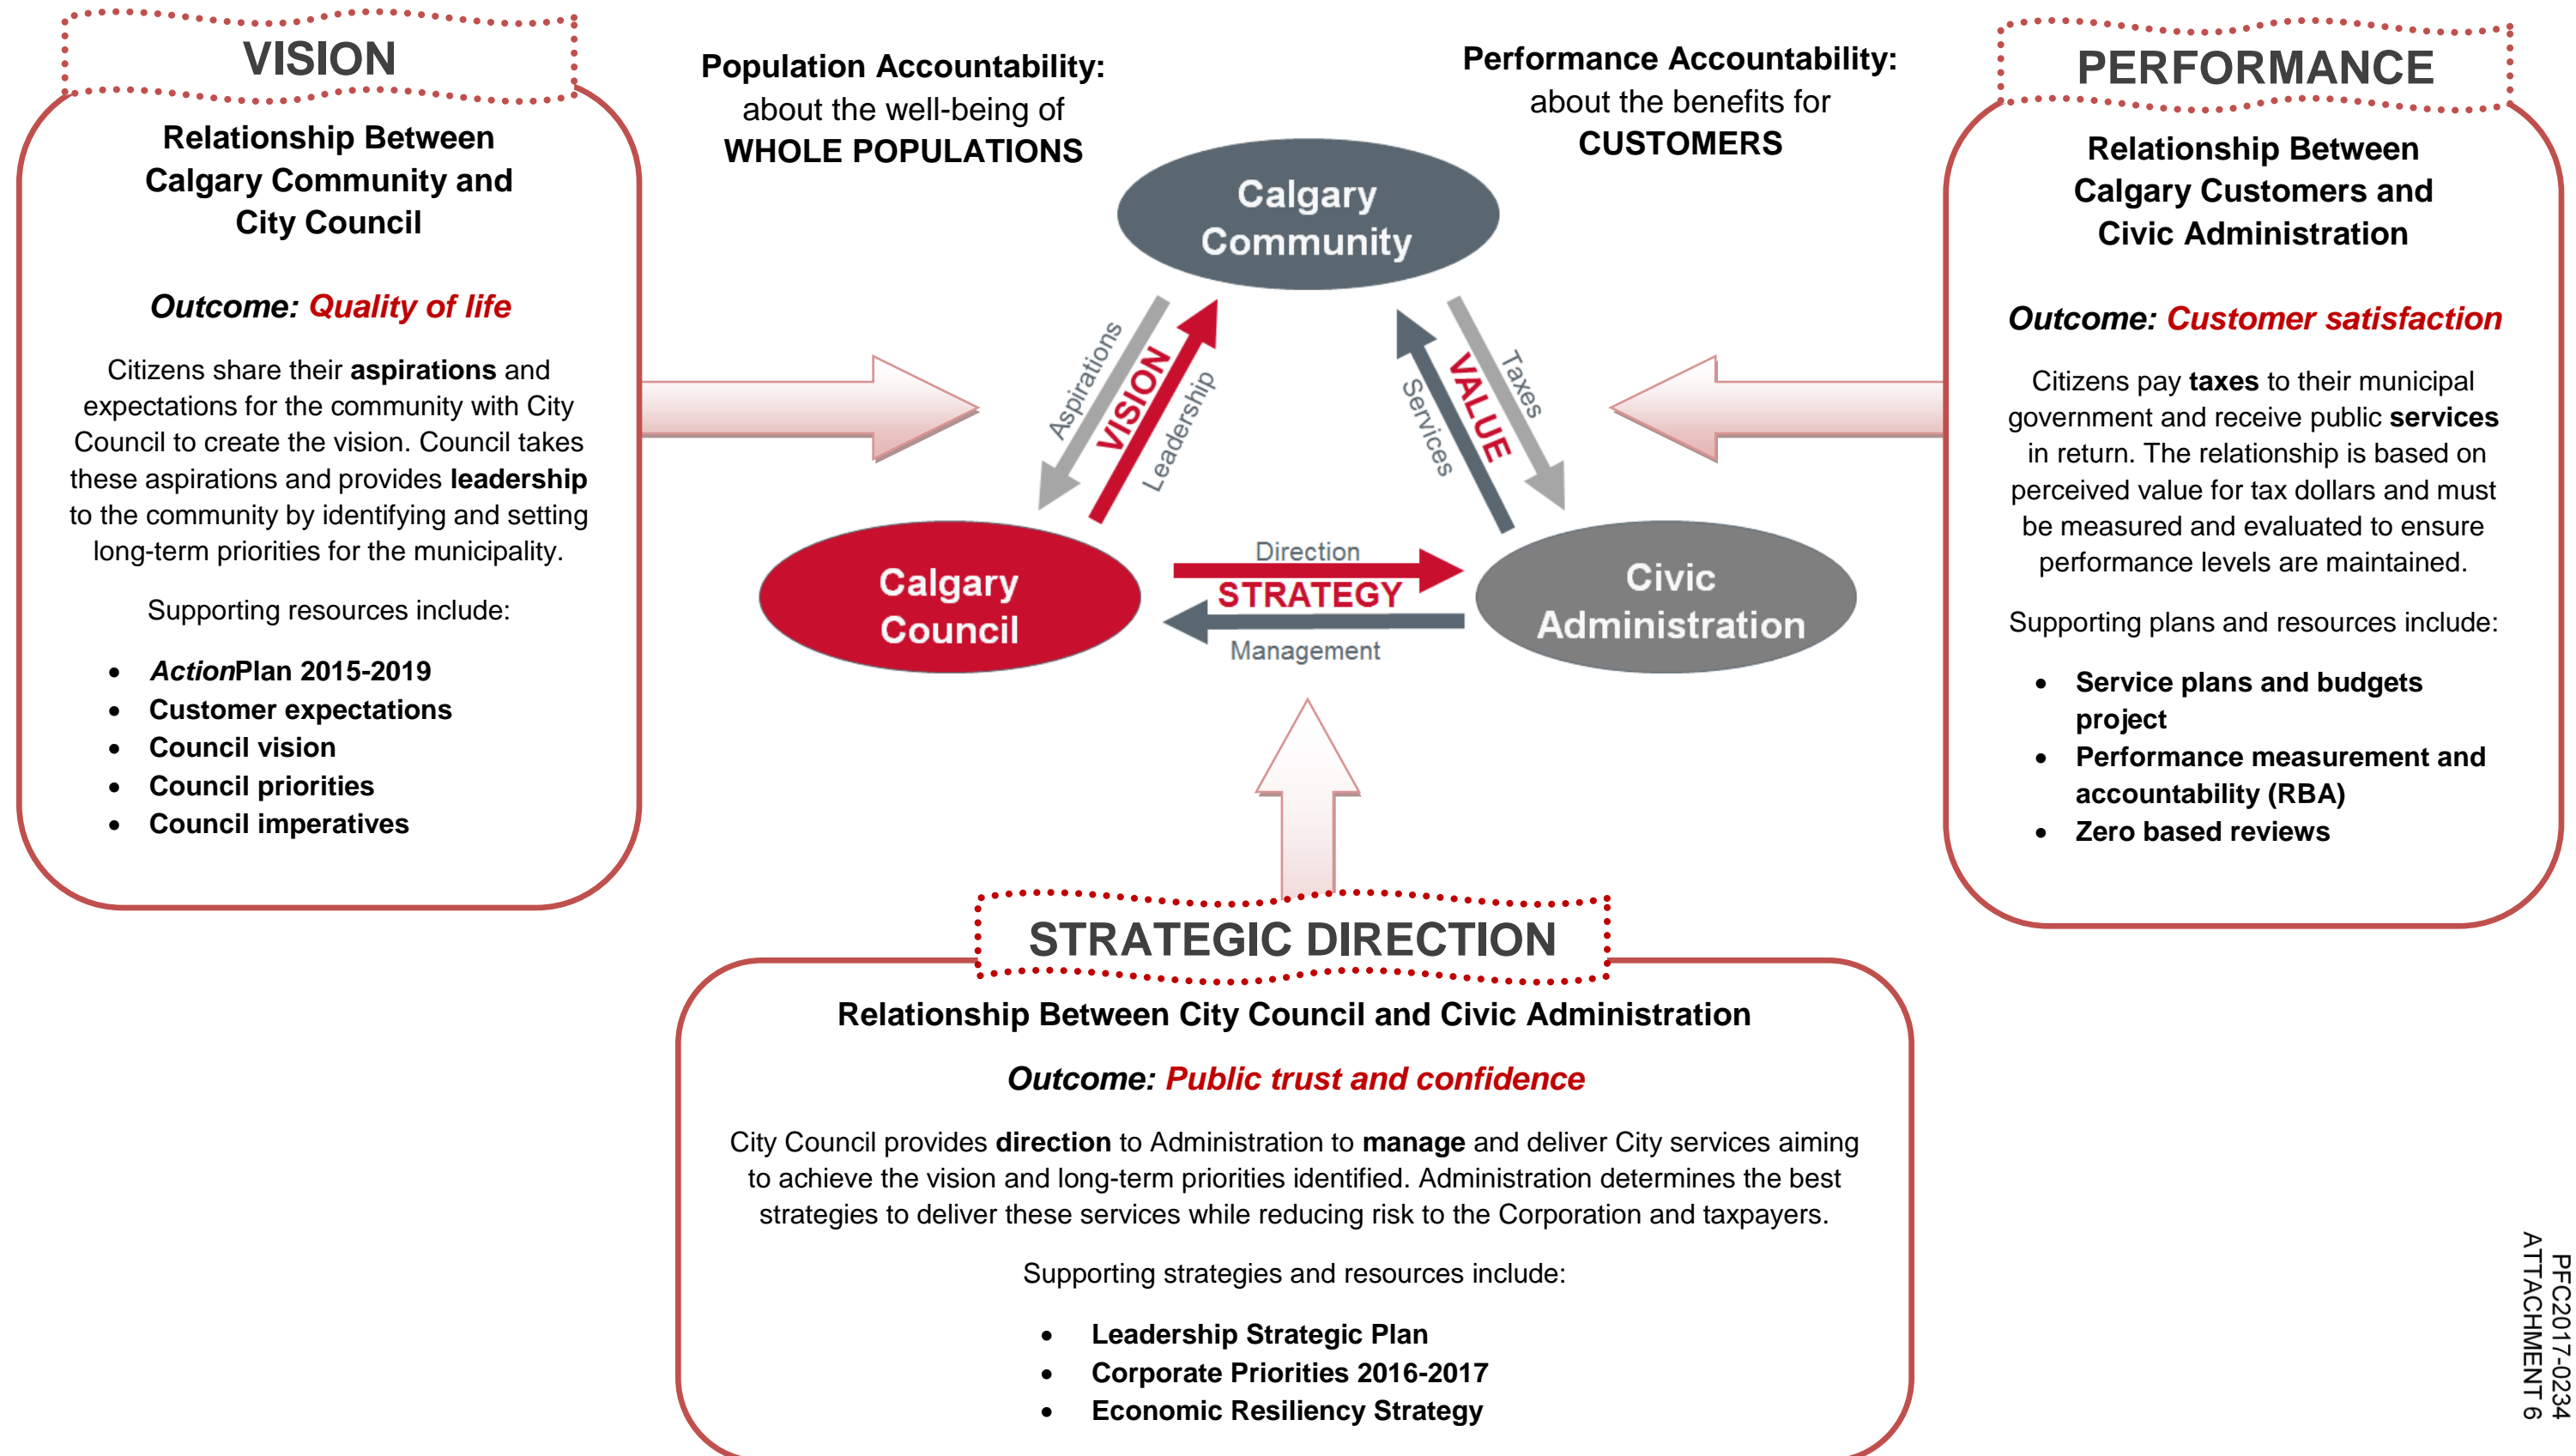 VISION
Relationship Between
Calgary Community and
City Council
Outcome: Quality of life
Citizens share their aspirations and
expectations for the community with City
Council to create the vision. Council takes
these aspirations and provides leadership
to the community by identifying and setting
long-term priorities for the municipality.
Supporting resources include:
• ActionPlan 2015-2019
• Customer expectations
• Council vision
• Council priorities
• Council imperatives
Population Accountability:
about the well-being of
WHOLE POPULATIONS
Performance Accountability:
about the benefits for
CUSTOMERS
Calgary
Community
Aspirations
VISION
Leadership
Services
VALUE
Taxes
Calgary
Council
Direction
STRATEGY
Management
Civic
Administration
PERFORMANCE
Relationship Between
Calgary Customers and
Civic Administration
Outcome: Customer satisfaction
Citizens pay taxes to their municipal
government and receive public services
in return. The relationship is based on
perceived value for tax dollars and must
be measured and evaluated to ensure
performance levels are maintained.
Supporting plans and resources include:
• Service plans and budgets
project
• Performance measurement and
accountability (RBA)
• Zero based reviews
STRATEGIC DIRECTION
Relationship Between City Council and Civic Administration
Outcome: Public trust and confidence
City Council provides direction to Administration to manage and deliver City services aiming
to achieve the vision and long-term priorities identified. Administration determines the best
strategies to deliver these services while reducing risk to the Corporation and taxpayers.
Supporting strategies and resources include:
• Leadership Strategic Plan
• Corporate Priorities 2016-2017
• Economic Resiliency Strategy
PFC2017-0234
ATTACHMENT 6